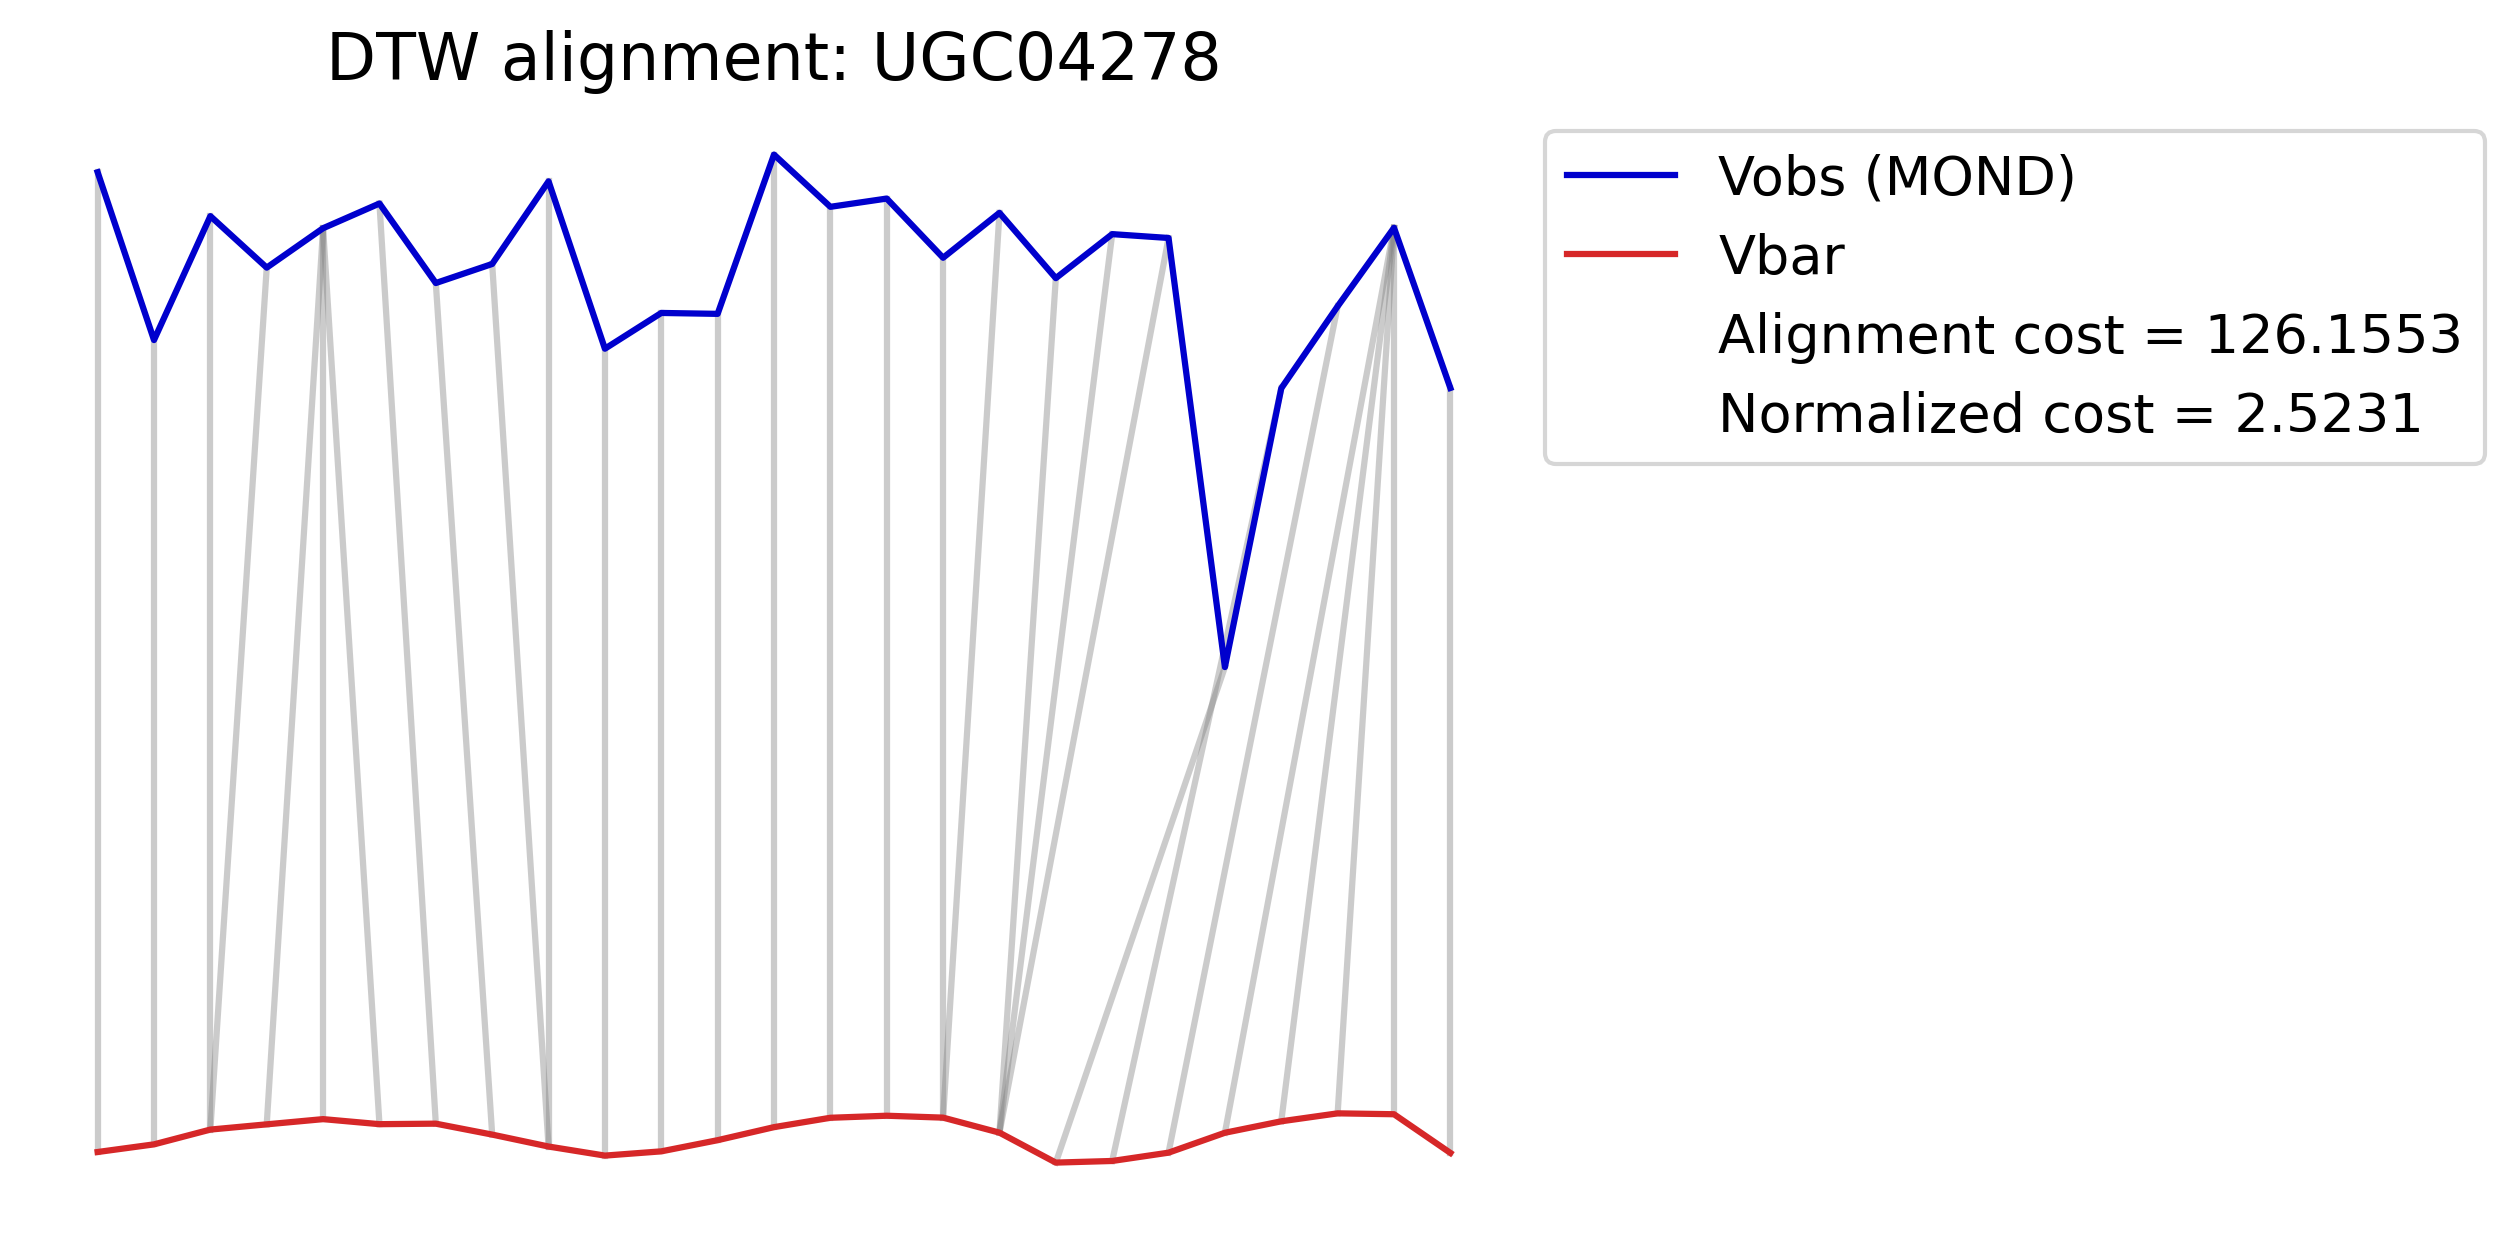 DTW alignment: UGC04278
Vobs (MOND)
Vbar
Alignment cost = 126.1553
Normalized cost = 2.5231